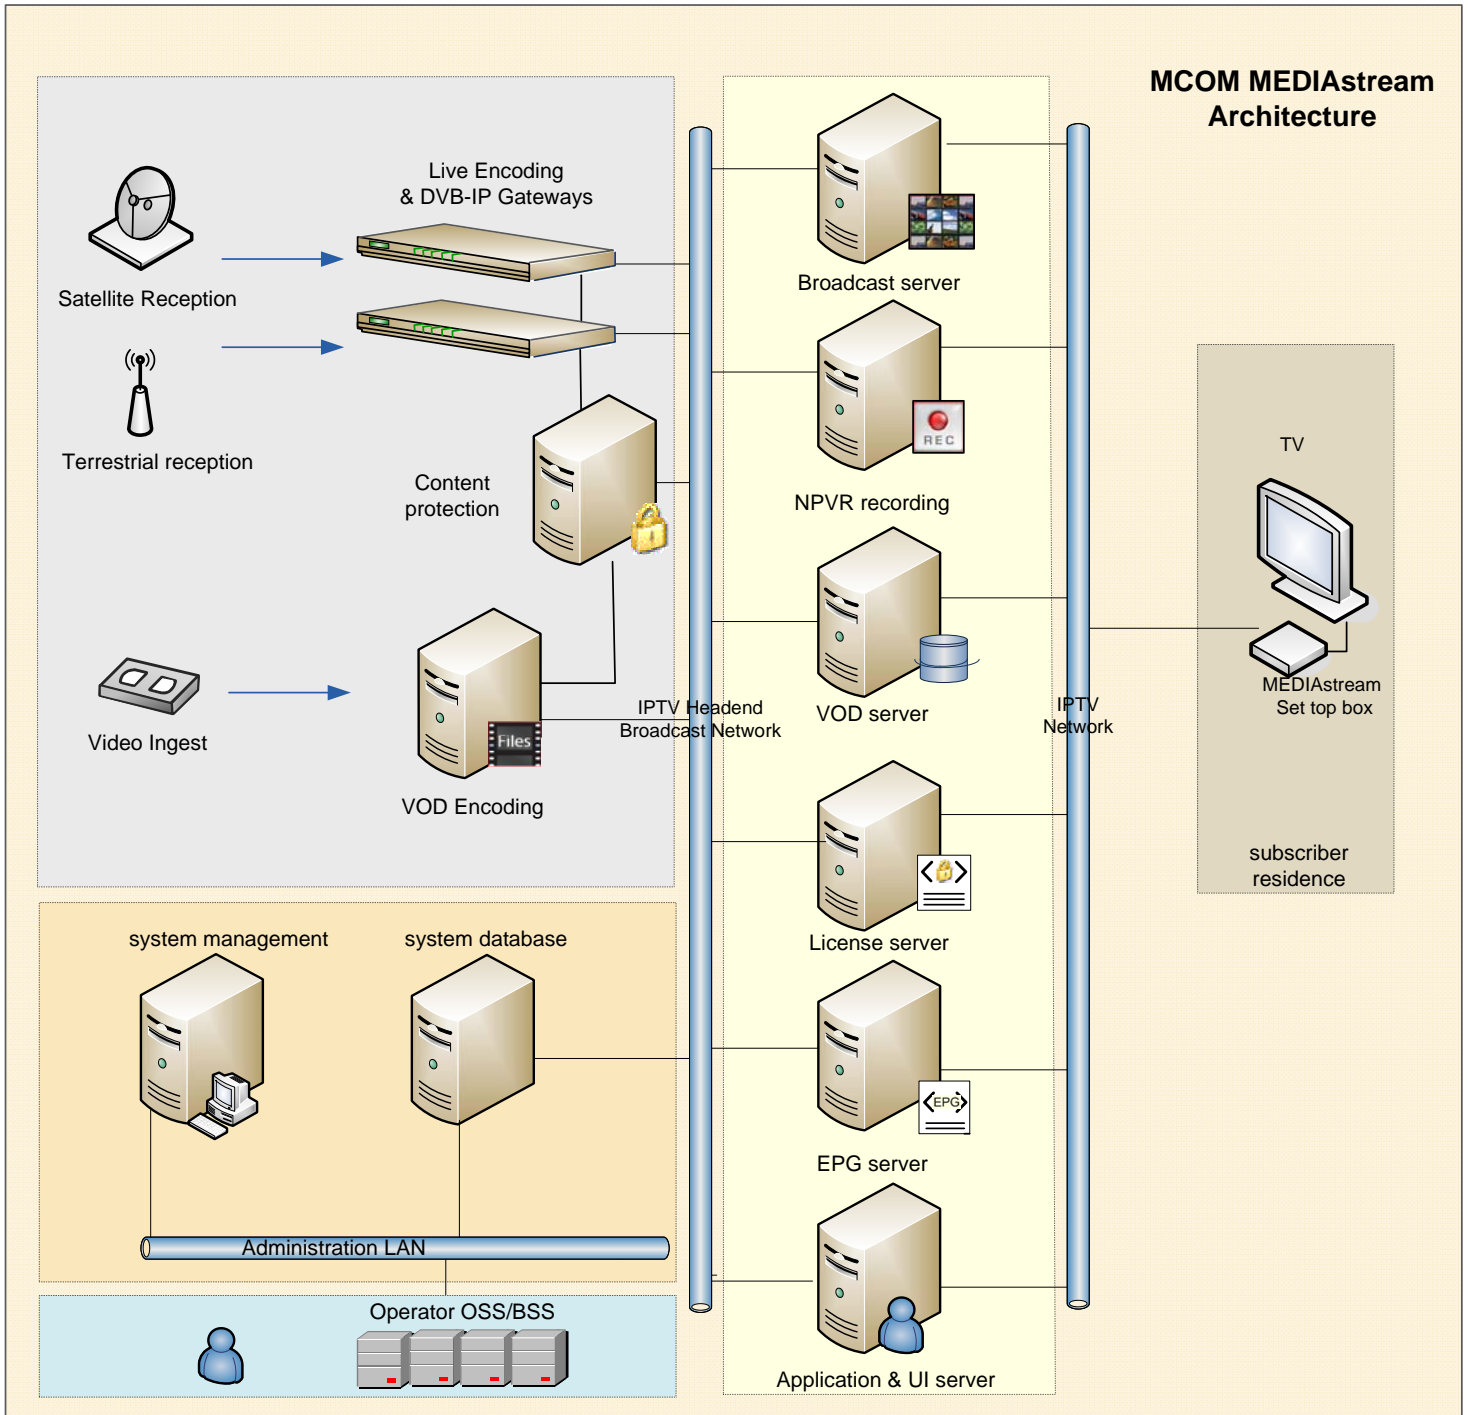 MCOM MEDIAstream
Architecture
Live Encoding
& DVB-IP Gateways
Satellite Reception
Terrestrial reception
Content
protection
Video Ingest
Files
VOD Encoding
IPTV Headend
Broadcast Network
Broadcast server
REC
NPVR recording
VOD server
License server
EPG
EPG server
Application & UI server
IPTV
Network
TV
MEDIAstream
Set top box
subscriber
residence
system management
system database
Administration LAN
Operator OSS/BSS